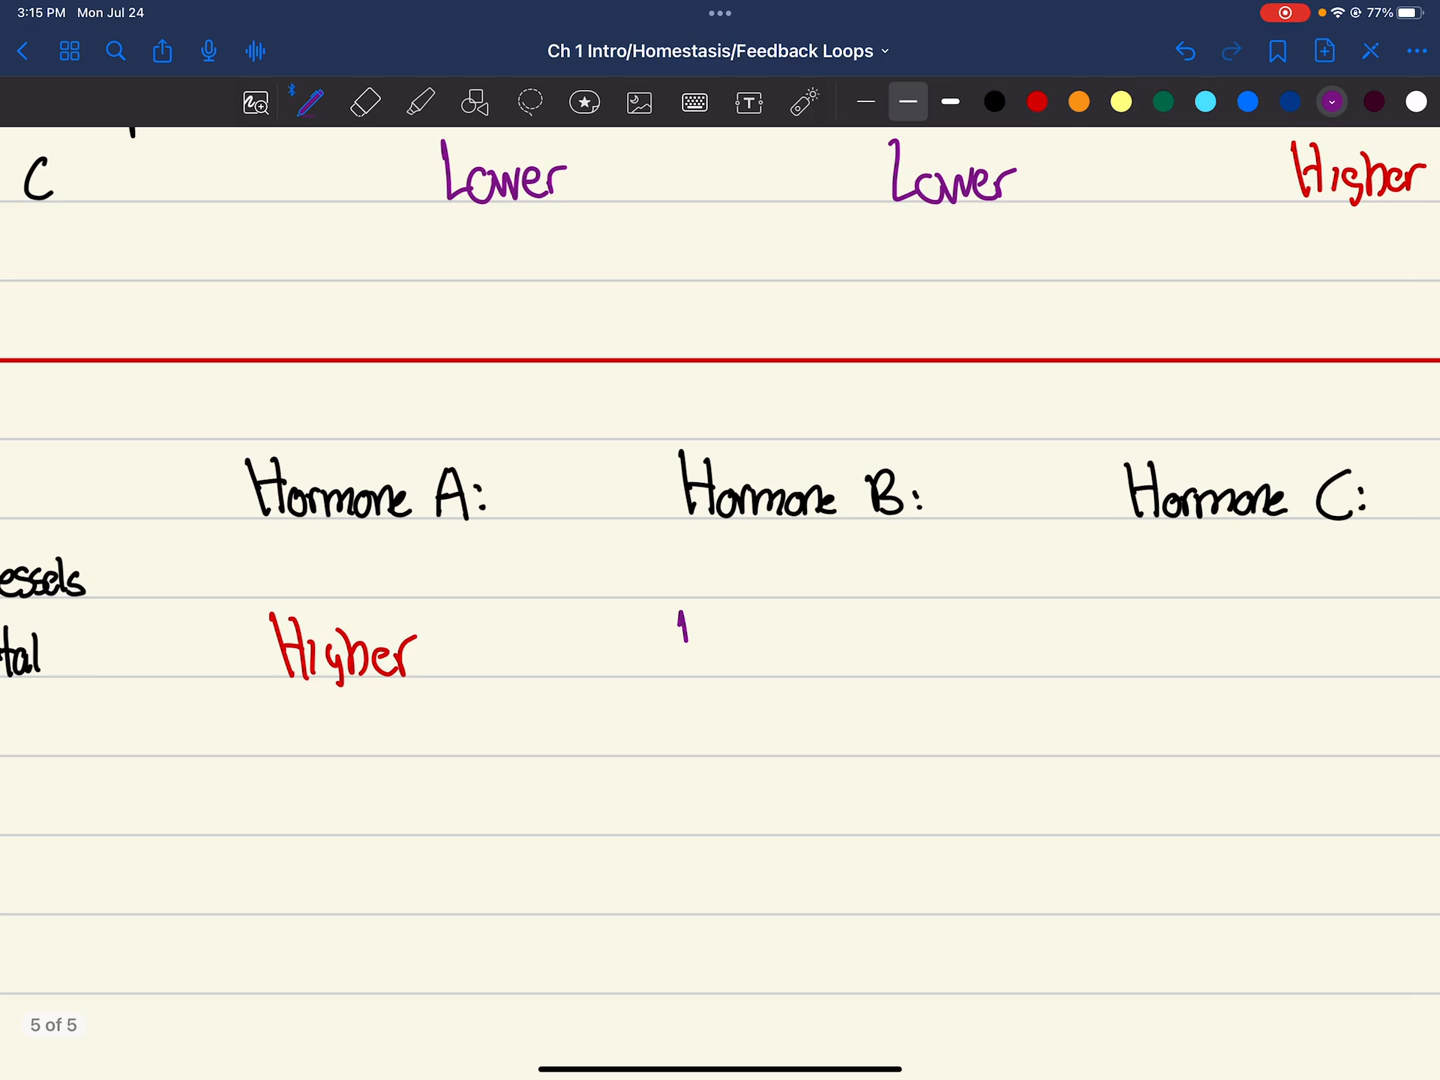 3:15 PM Mon Jul 24 77%
Ch 1 Intro/Homestasis/Feedback Loops
T
C Lower Lower Higher
Hormone A: Hormone B: Hormone C:
essels
tal Higher
5 of 5